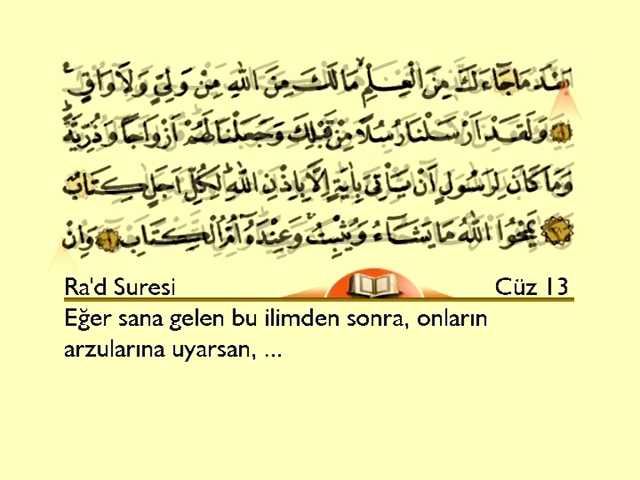 مَا جَٓاءَكَ مِنَ الْعِلْمِۙ مَا لَكَ مِنَ اللّٰهِ مِنْ وَلِيٍّ وَلَا وَاقٍ۟
وَلَقَدْ اَرْسَلْنَا رُسُلًا مِنْ قَبْلِكَ وَجَعَلْنَا لَهُمْ اَزْوَاجًا وَذُرِّيَّةًۜ
وَمَا كَانَ لِرَسُولٍ اَنْ يَأْتِيَ بِاٰيَةٍ اِلَّا بِاِذْنِ اللّٰهِۜ لِكُلِّ اَجَلٍ كِتَابٌ
يَمْحُوا اللّٰهُ مَا يَشَٓاءُ وَيُثْبِتُۚ وَعِنْدَهُٓ اُمُّ الْكِتَابِ وَاِنْ
Ra'd Suresi Cüz 13
Eğer sana gelen bu ilimden sonra, onların
arzularına uyarsan, ...